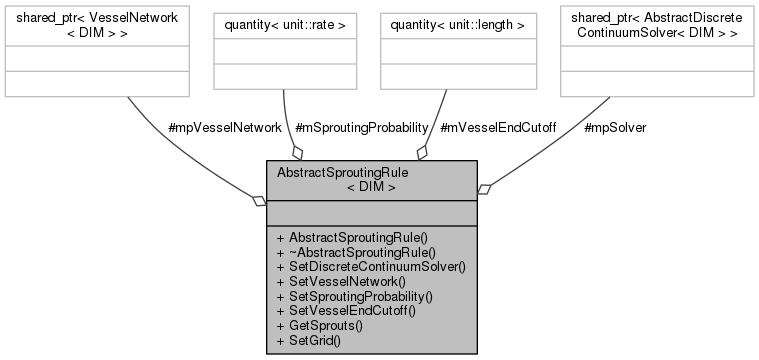 shared_ptr< VesselNetwork
< DIM > >
quantity< unit::rate >
quantity< unit::length >
shared_ptr< AbstractDiscrete
ContinuumSolver< DIM > >
#mpVesselNetwork
#mSproutingProbability
#mVesselEndCutoff
#mpSolver
AbstractSproutingRule
< DIM >
+ AbstractSproutingRule()
+ ~AbstractSproutingRule()
+ SetDiscreteContinuumSolver()
+ SetVesselNetwork()
+ SetSproutingProbability()
+ SetVesselEndCutoff()
+ GetSprouts()
+ SetGrid()